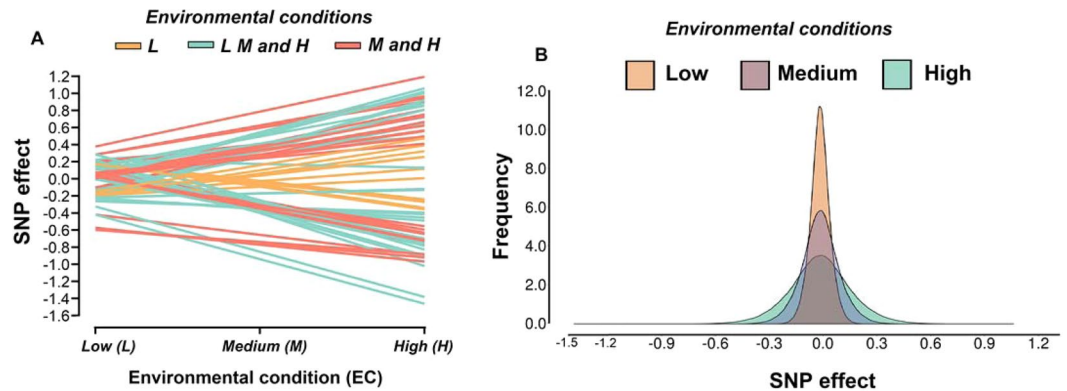 Environmental conditions
A
L
L M and H
M and H
1.2
1.0
0.8
0.6
0.4
0.2
0.0
-0.2
-0.4
-0.6
-0.8
-1.0
-1.2
-1.4
-1.6
SNP effect
Low (L)
Medium (M)
High (H)
Environmental condition (EC)
Environmental conditions
B
Low
Medium
High
12.0
10.0
8.0
6.0
4.0
2.0
0.0
Frequency
-1.5 -1.2 -0.9 -0.6 -0.3 0.0 0.3 0.6 0.9 1.2
SNP effect